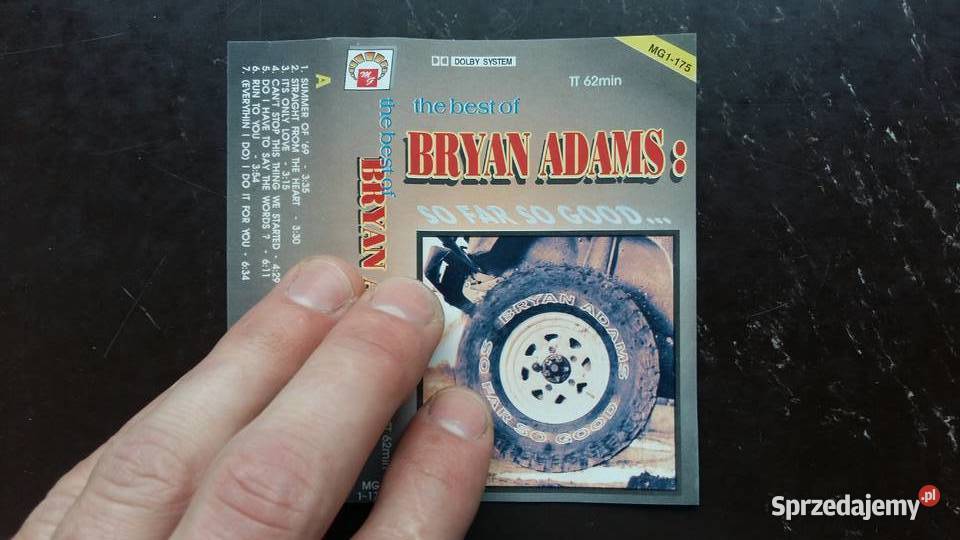 A
1. SUMMER OF '69 - 3:35
2. STRAIGHT FROM THE HEART - 3:30
3. IT'S ONLY LOVE - 3:15
4. CAN'T STOP THIS THING WE STARTED - 4:29
5. DO I HAVE TO SAY THE WORDS ? - 6:11
6. RUN TO YOU - 3:54
7. (EVERYTHIN I DO) I DO IT FOR YOU - 6:34
MG
the best of
BRYAN
π 62min
MG
DOLBY SYSTEM
MG1-175
π 62min
the best of
BRYAN ADAMS:
SO FAR SO GOOD...
BRYAN ADAMS
SO FAR SO GOOD
Sprzedajemy.pl